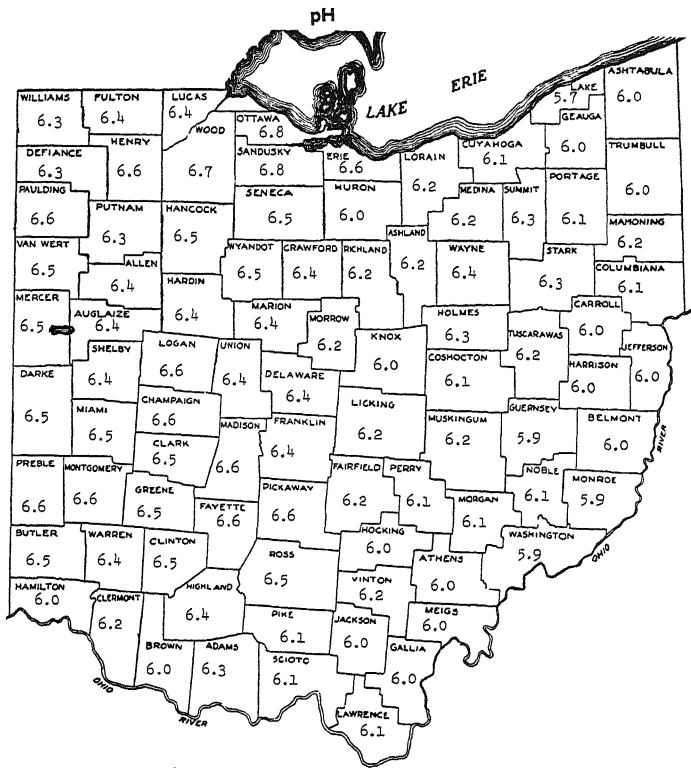 pH
LAKE ERIE
WILLIAMS
6.3
FULTON
6.4
LUCAS
6.4
OTTAWA
6.8
LAKE
5.7
ASHTABULA
6.0
GEAUGA
6.0
DEFIANCE
6.3
HENRY
6.6
WOOD
6.7
SANDUSKY
6.8
ERIE
6.6
LORAIN
6.2
CUYAHOGA
6.1
TRUMBULL
6.0
PAULDING
6.6
PUTNAM
6.3
HANCOCK
6.5
SENECA
6.5
HURON
6.0
MEDINA
6.2
SUMMIT
6.3
PORTAGE
6.1
MAHONING
6.2
VAN WERT
6.5
ALLEN
6.4
WYANDOT
6.5
CRAWFORD
6.4
RICHLAND
6.2
ASHLAND
6.2
WAYNE
6.4
STARK
6.3
COLUMBIANA
6.1
MERCER
6.5
AUGLAIZE
6.4
HARDIN
6.4
MARION
6.4
MORROW
6.2
KNOX
6.0
HOLMES
6.3
TUSCARAWAS
6.2
CARROLL
6.0
JEFFERSON
6.0
SHELBY
6.4
LOGAN
6.6
UNION
6.4
DELAWARE
6.4
COSHOCTON
6.1
HARRISON
6.0
DARKE
6.5
MIAMI
6.5
CHAMPAIGN
6.6
CLARK
6.5
MADISON
6.6
FRANKLIN
6.4
LICKING
6.2
MUSKINGUM
6.2
GUERNSEY
5.9
BELMONT
6.0
PREBLE
6.6
MONTGOMERY
6.6
GREENE
6.5
FAYETTE
6.6
PICKAWAY
6.6
FAIRFIELD
6.2
PERRY
6.1
MORGAN
6.1
NOBLE
6.1
MONROE
5.9
BUTLER
6.5
WARREN
6.4
CLINTON
6.5
ROSS
6.5
HOCKING
6.0
ATHENS
6.0
WASHINGTON
5.9
HAMILTON
6.0
CLERMONT
6.2
HIGHLAND
6.4
VINTON
6.2
MEIGS
6.0
BROWN
6.0
ADAMS
6.3
PIKE
6.1
JACKSON
6.0
GALLIA
6.0
SCIOTO
6.1
LAWRENCE
6.1
OHIO RIVER
OHIO RIVER